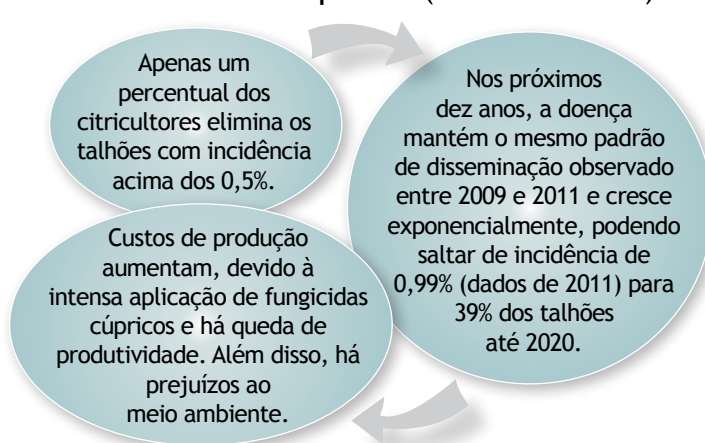 Apenas um
percentual dos
citricultores elimina os
talhões com incidência
acima dos 0,5%.
Nos próximos
dez anos, a doença
mantém o mesmo padrão
de disseminação observado
entre 2009 e 2011 e cresce
exponencialmente, podendo
saltar de incidência de
0,99% (dados de 2011) para
39% dos talhões
até 2020.
Custos de produção
aumentam, devido à
intensa aplicação de fungicidas
cúpricos e há queda de
produtividade. Além disso, há
prejuízos ao
meio ambiente.